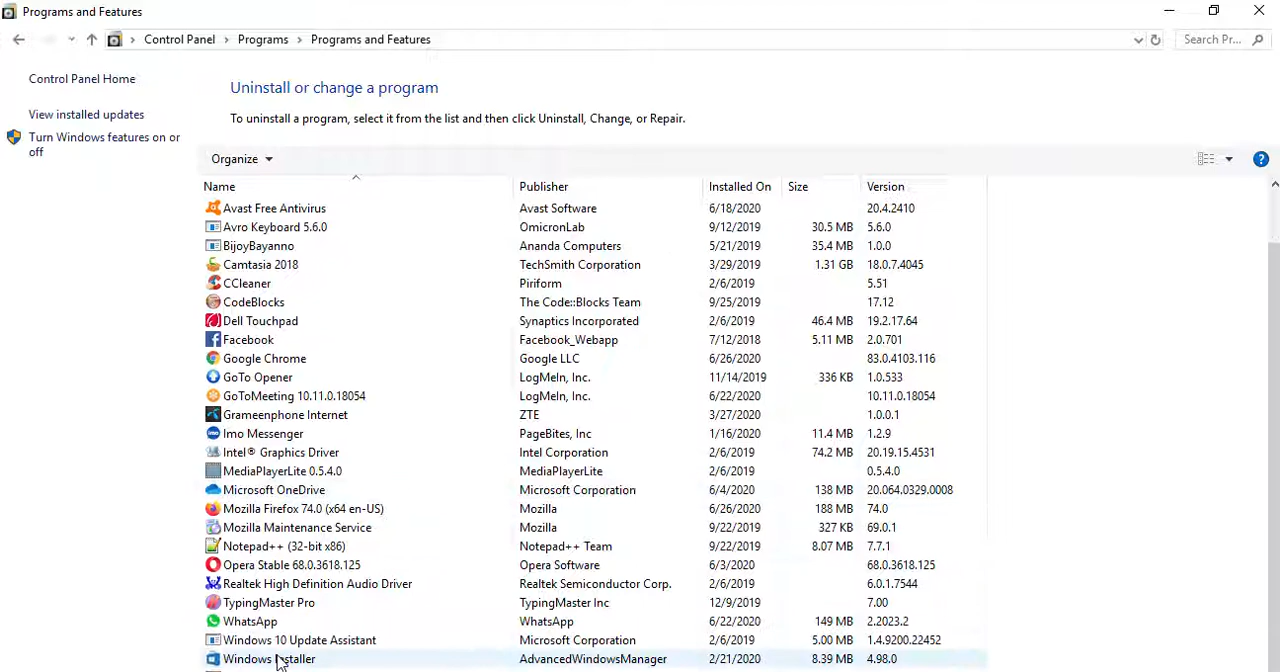 Programs and Features
Control Panel > Programs > Programs and Features
Search Pr...
Control Panel Home
View installed updates
Turn Windows features on or
off
Uninstall or change a program
To uninstall a program, select it from the list and then click Uninstall, Change, or Repair.
Organize
Name Publisher Installed On Size Version
Avast Free Antivirus Avast Software 6/18/2020 20.4.2410
Avro Keyboard 5.6.0 OmicronLab 9/12/2019 30.5 MB 5.6.0
BijoyBayanno Ananda Computers 5/21/2019 35.4 MB 1.0.0
Camtasia 2018 TechSmith Corporation 3/29/2019 1.31 GB 18.0.7.4045
CCleaner Piriform 2/6/2019 5.51
CodeBlocks The Code::Blocks Team 9/25/2019 17.12
Dell Touchpad Synaptics Incorporated 2/6/2019 46.4 MB 19.2.17.64
Facebook Facebook_Webapp 7/12/2018 5.11 MB 2.0.701
Google Chrome Google LLC 6/26/2020 83.0.4103.116
GoTo Opener LogMeIn, Inc. 11/14/2019 336 KB 1.0.533
GoToMeeting 10.11.0.18054 LogMeIn, Inc. 6/22/2020 10.11.0.18054
Grameenphone Internet ZTE 3/27/2020 1.0.0.1
Imo Messenger PageBites, Inc 1/16/2020 11.4 MB 1.2.9
Intel® Graphics Driver Intel Corporation 2/6/2019 74.2 MB 20.19.15.4531
MediaPlayerLite 0.5.4.0 MediaPlayerLite 2/6/2019 0.5.4.0
Microsoft OneDrive Microsoft Corporation 6/4/2020 138 MB 20.064.0329.0008
Mozilla Firefox 74.0 (x64 en-US) Mozilla 6/26/2020 188 MB 74.0
Mozilla Maintenance Service Mozilla 9/22/2019 327 KB 69.0.1
Notepad++ (32-bit x86) Notepad++ Team 9/22/2019 8.07 MB 7.7.1
Opera Stable 68.0.3618.125 Opera Software 6/3/2020 68.0.3618.125
Realtek High Definition Audio Driver Realtek Semiconductor Corp. 2/6/2019 6.0.1.7544
TypingMaster Pro TypingMaster Inc 12/9/2019 7.00
WhatsApp WhatsApp 6/22/2020 149 MB 2.2023.2
Windows 10 Update Assistant Microsoft Corporation 2/6/2019 5.00 MB 1.4.9200.22452
Windows Installer AdvancedWindowsManager 2/21/2020 8.39 MB 4.98.0